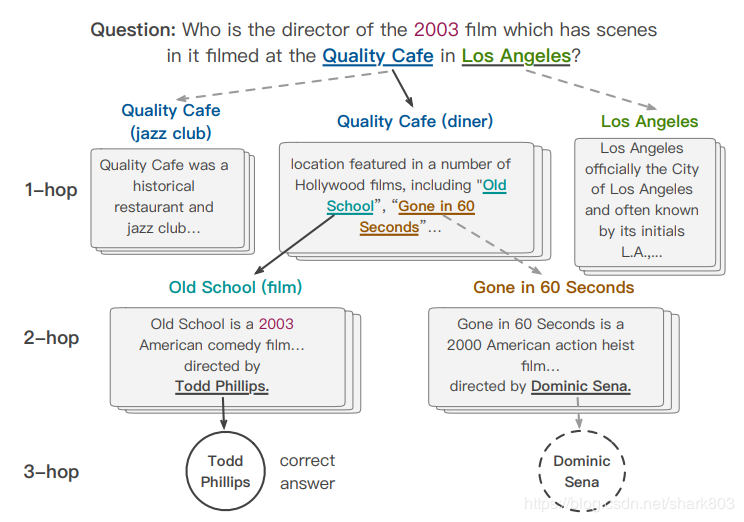 Question: Who is the director of the 2003 film which has scenes
in it filmed at the Quality Cafe in Los Angeles?
Quality Cafe
(jazz club)
Quality Cafe (diner)
Los Angeles
1-hop
Quality Cafe was a
historical
restaurant and
jazz club...
location featured in a number of
Hollywood films, including "Old
School”, “Gone in 60
Seconds”...
Los Angeles
officially the City
of Los Angeles
and often known
by its initials
L.A.,...
Old School (film)
Gone in 60 Seconds
2-hop
Old School is a 2003
American comedy film...
directed by
Todd Phillips.
Gone in 60 Seconds is a
2000 American action heist
film...
directed by Dominic Sena.
3-hop
Todd
Phillips
correct
answer
Dominic
Sena
https://blog.csdn.net/shark803